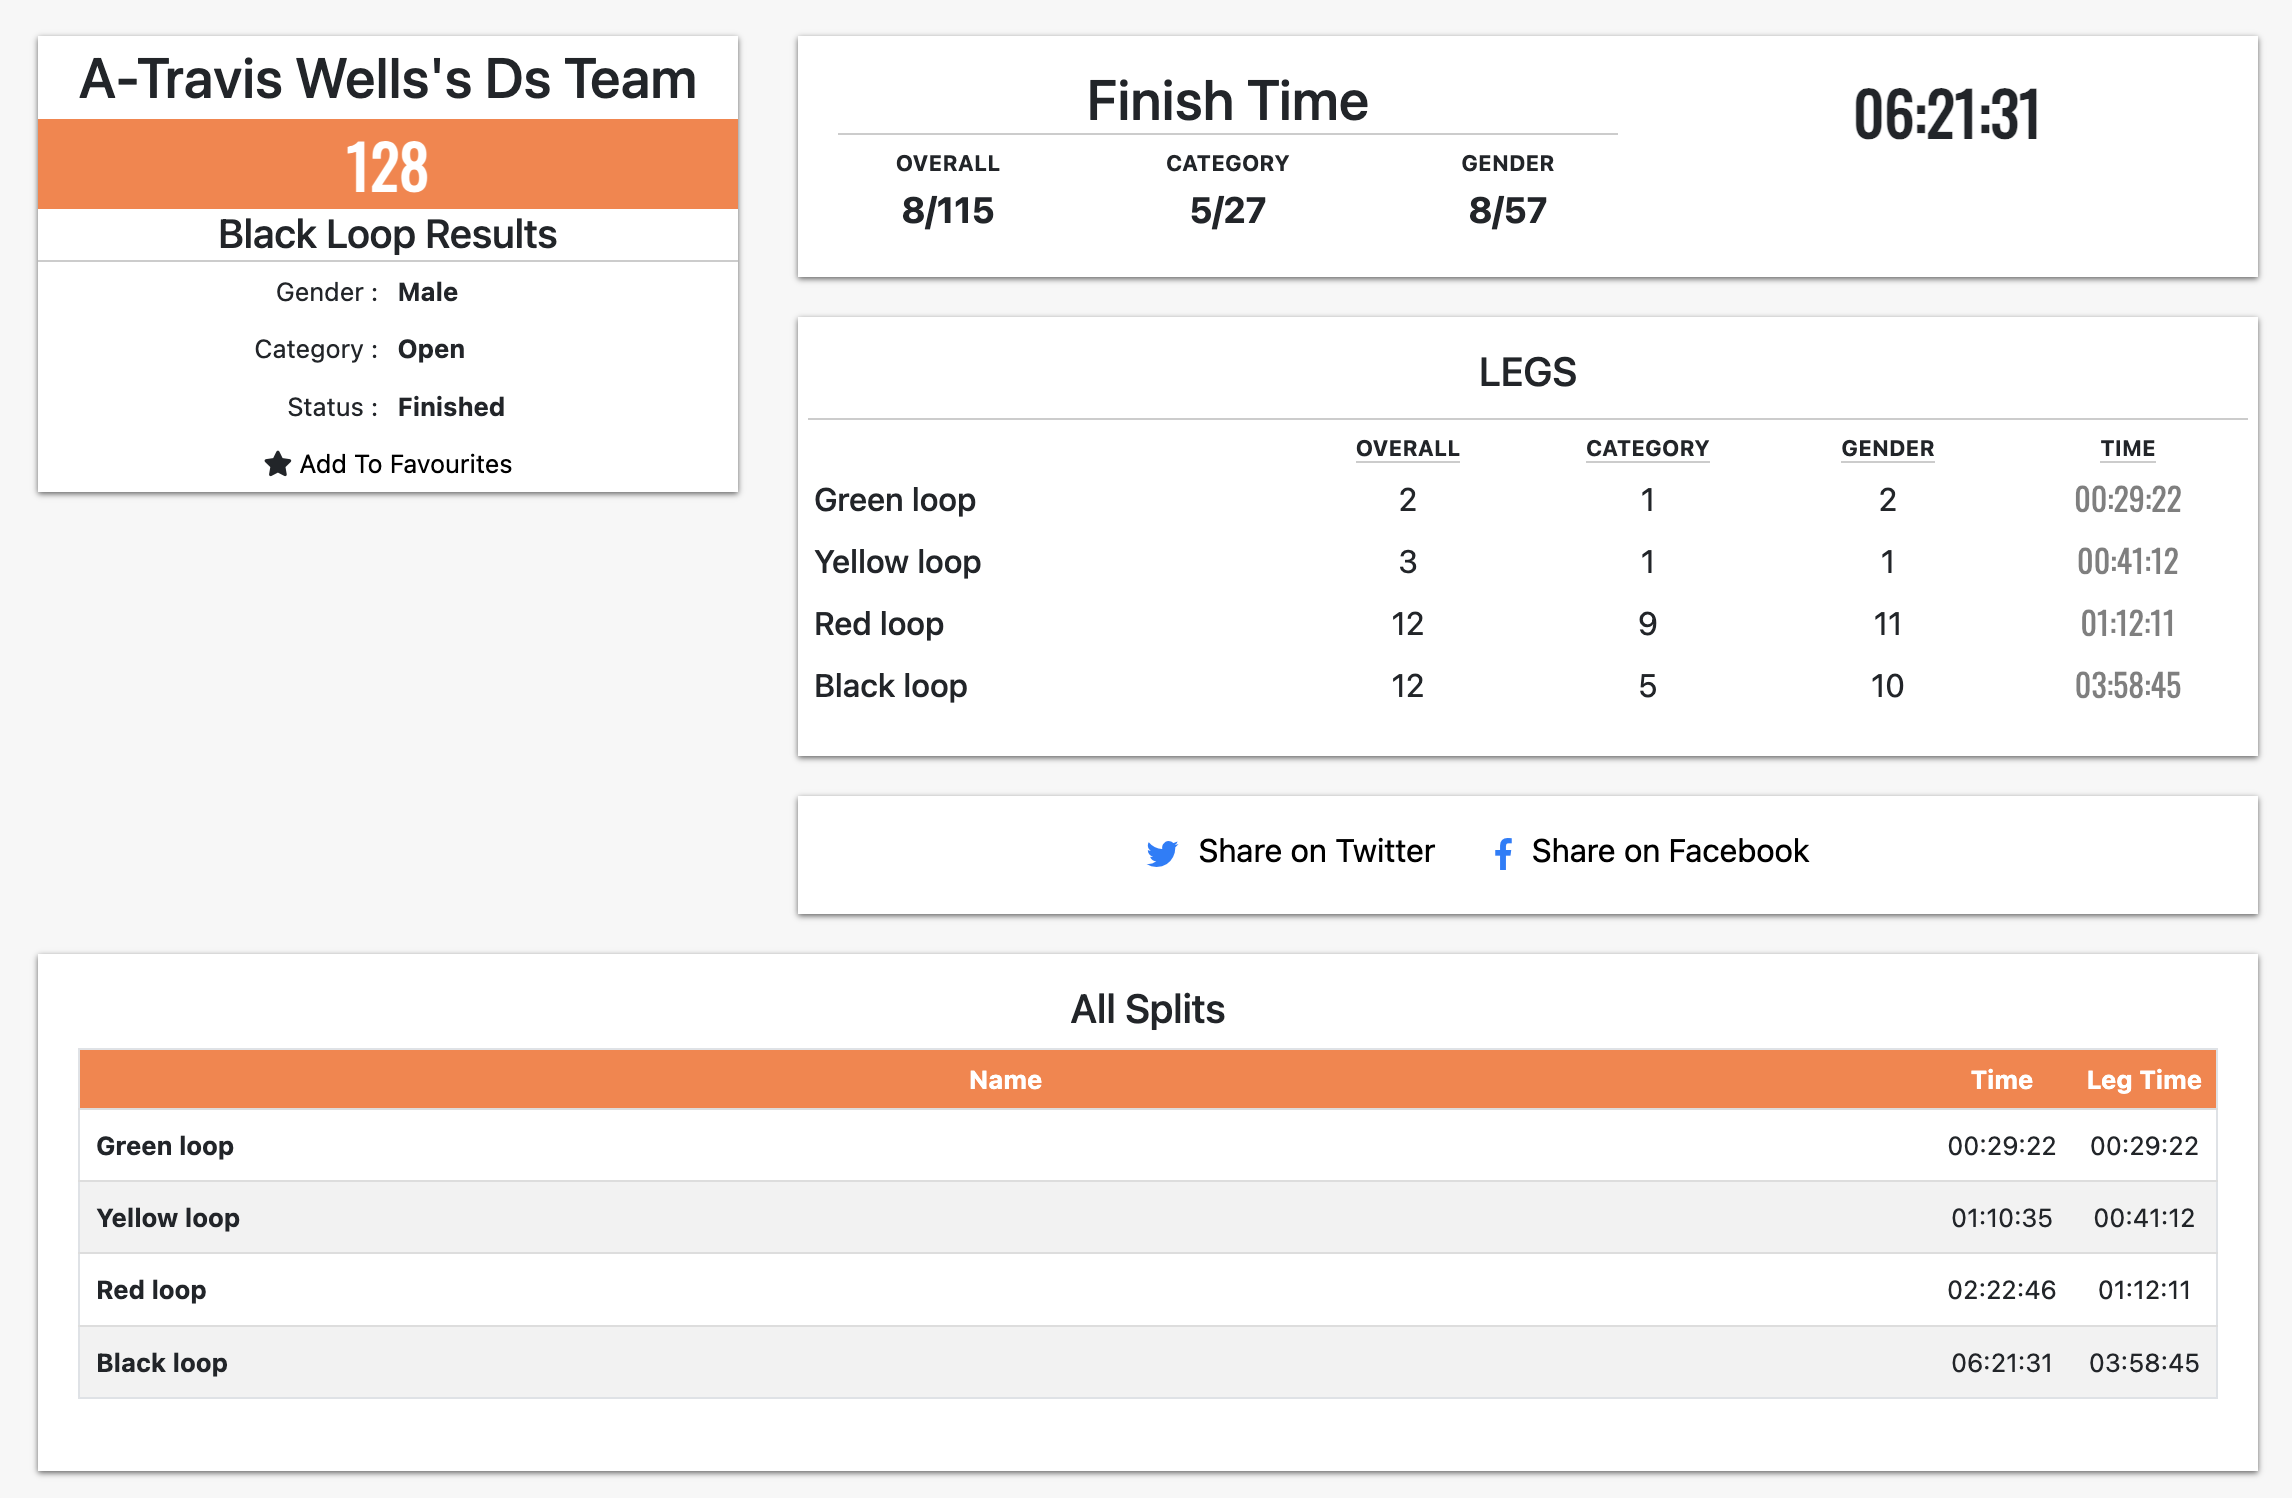 A-Travis Wells's Ds Team
128
Black Loop Results
Gender : Male
Category : Open
Status : Finished
Add To Favourites
Finish Time
06:21:31
OVERALL CATEGORY GENDER
8/115 5/27 8/57
LEGS
OVERALL CATEGORY GENDER TIME
Green loop 2 1 2 00:29:22
Yellow loop 3 1 1 00:41:12
Red loop 12 9 11 01:12:11
Black loop 12 5 10 03:58:45
Share on Twitter Share on Facebook
All Splits
Name Time Leg Time
Green loop 00:29:22 00:29:22
Yellow loop 01:10:35 00:41:12
Red loop 02:22:46 01:12:11
Black loop 06:21:31 03:58:45